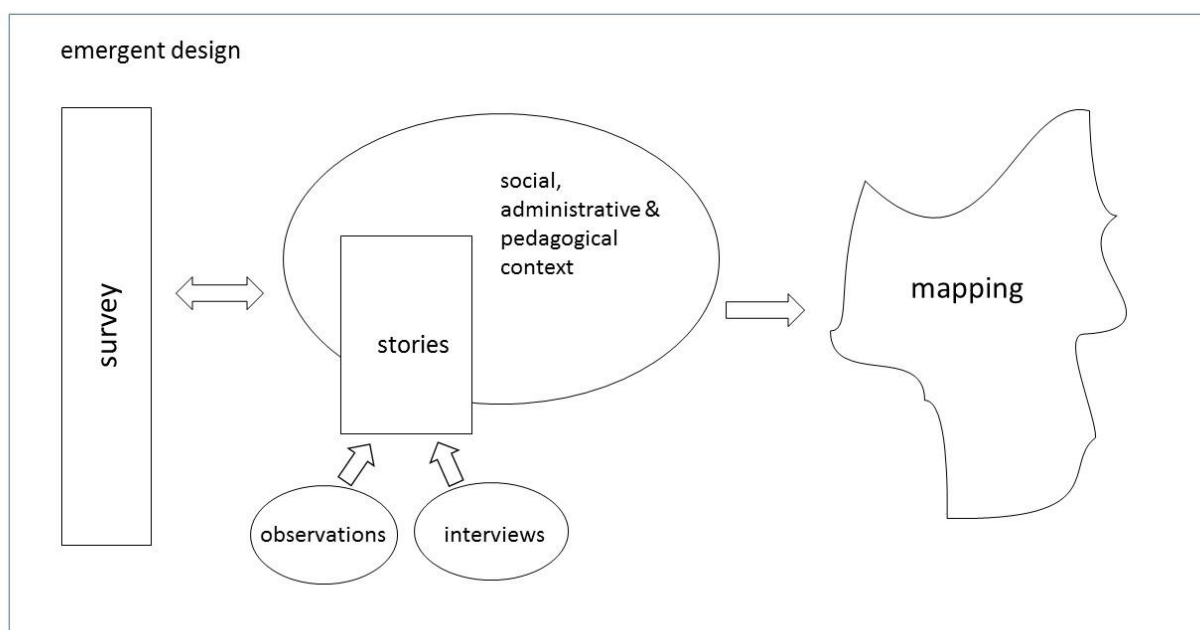 emergent design
survey
social,
administrative &
pedagogical
context
stories
observations
interviews
mapping